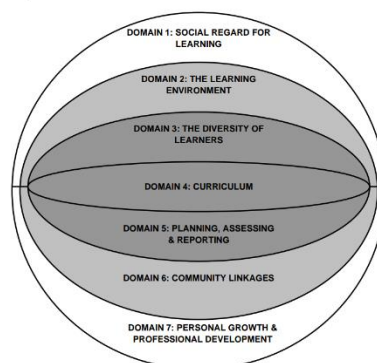 DOMAIN 1: SOCIAL REGARD FOR
LEARNING
DOMAIN 2: THE LEARNING
ENVIRONMENT
DOMAIN 3: THE DIVERSITY OF
LEARNERS
DOMAIN 4: CURRICULUM
DOMAIN 5: PLANNING, ASSESSING
& REPORTING
DOMAIN 6: COMMUNITY LINKAGES
DOMAIN 7: PERSONAL GROWTH &
PROFESSIONAL DEVELOPMENT